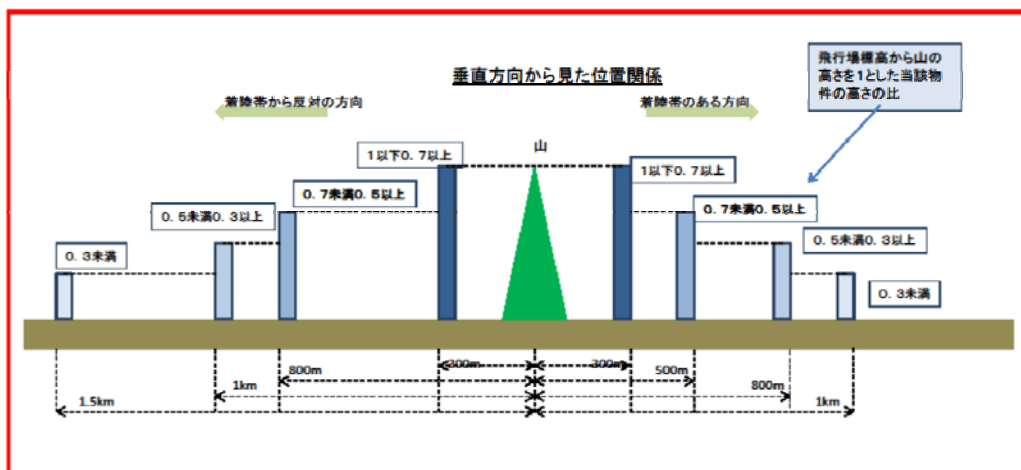 垂直方向から見た位置関係
飛行場標高から山の
高さを1とした当該物
件の高さの比
着陸帯から反対の方向
着陸帯のある方向
山
1以下0.7以上
1以下0.7以上
0.7未満0.5以上
0.7未満0.5以上
0.5未満0.3以上
0.5未満0.3以上
0.3未満
0.3未満
300m
300m
800m
500m
1km
800m
1.5km
1km